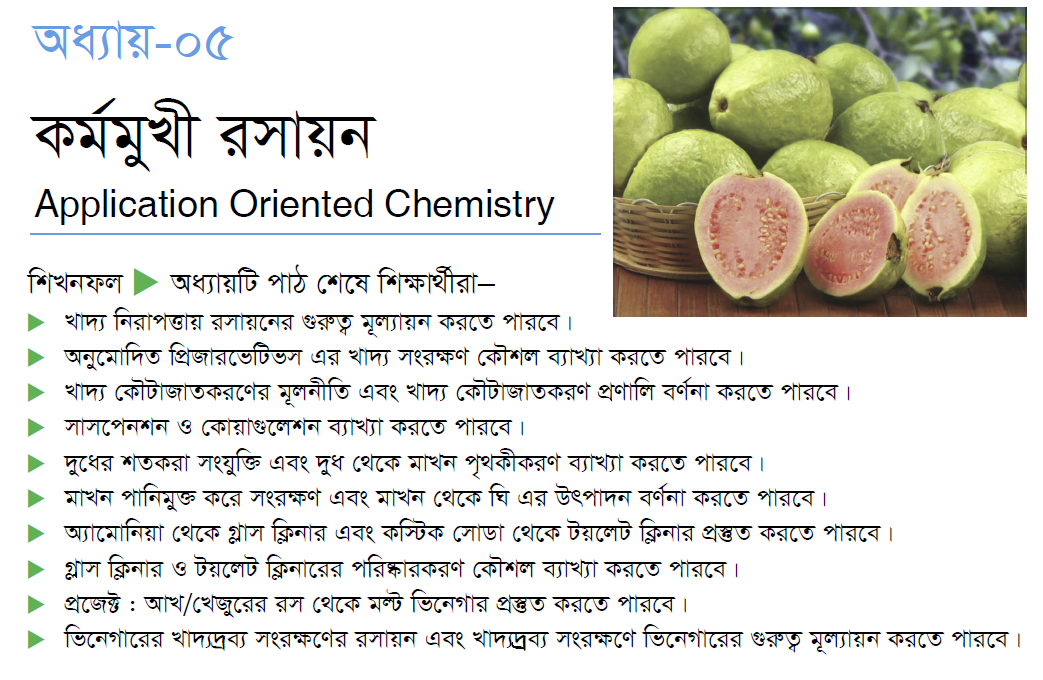 অধ্যায়-০৫
কর্মমুখী রসায়ন
Application Oriented Chemistry
শিখনফল ▶ অধ্যায়টি পাঠ শেষে শিক্ষার্থীরা–
▶ খাদ্য নিরাপত্তায় রসায়নের গুরুত্ব মূল্যায়ন করতে পারবে।
▶ অনুমোদিত প্রিজারভেটিভস এর খাদ্য সংরক্ষণ কৌশল ব্যাখ্যা করতে পারবে।
▶ খাদ্য কৌটাজাতকরণের মূলনীতি এবং খাদ্য কৌটাজাতকরণ প্রণালি বর্ণনা করতে পারবে।
▶ সাসপেনশন ও কোয়াগুলেশন ব্যাখ্যা করতে পারবে।
▶ দুধের শতকরা সংযুক্তি এবং দুধ থেকে মাখন পৃথকীকরণ ব্যাখ্যা করতে পারবে।
▶ মাখন পানিমুক্ত করে সংরক্ষণ এবং মাখন থেকে ঘি এর উৎপাদন বর্ণনা করতে পারবে।
▶ অ্যামোনিয়া থেকে গ্লাস ক্লিনার এবং কস্টিক সোডা থেকে টয়লেট ক্লিনার প্রস্তুত করতে পারবে।
▶ গ্লাস ক্লিনার ও টয়লেট ক্লিনারের পরিষ্কারকরণ কৌশল ব্যাখ্যা করতে পারবে।
▶ প্রজেক্ট : আখ/খেজুরের রস থেকে মল্ট ভিনেগার প্রস্তুত করতে পারবে।
▶ ভিনেগারের খাদ্যদ্রব্য সংরক্ষণের রসায়ন এবং খাদ্যদ্রব্য সংরক্ষণে ভিনেগারের গুরুত্ব মূল্যায়ন করতে পারবে।